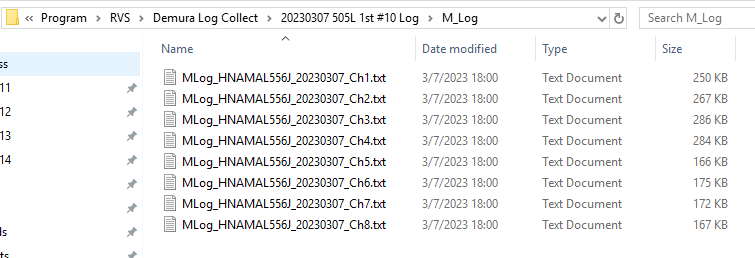 « Program > RVS > Demura Log Collect > 20230307 505L 1st #10 Log > M_Log Search M_Log
Name Date modified Type Size
ss
11
12
13
14
ls
ts
MLog_HNAMAL556J_20230307_Ch1.txt 3/7/2023 18:00 Text Document 250 KB
MLog_HNAMAL556J_20230307_Ch2.txt 3/7/2023 18:00 Text Document 267 KB
MLog_HNAMAL556J_20230307_Ch3.txt 3/7/2023 18:00 Text Document 286 KB
MLog_HNAMAL556J_20230307_Ch4.txt 3/7/2023 18:00 Text Document 284 KB
MLog_HNAMAL556J_20230307_Ch5.txt 3/7/2023 18:00 Text Document 166 KB
MLog_HNAMAL556J_20230307_Ch6.txt 3/7/2023 18:00 Text Document 175 KB
MLog_HNAMAL556J_20230307_Ch7.txt 3/7/2023 18:00 Text Document 172 KB
MLog_HNAMAL556J_20230307_Ch8.txt 3/7/2023 18:00 Text Document 167 KB